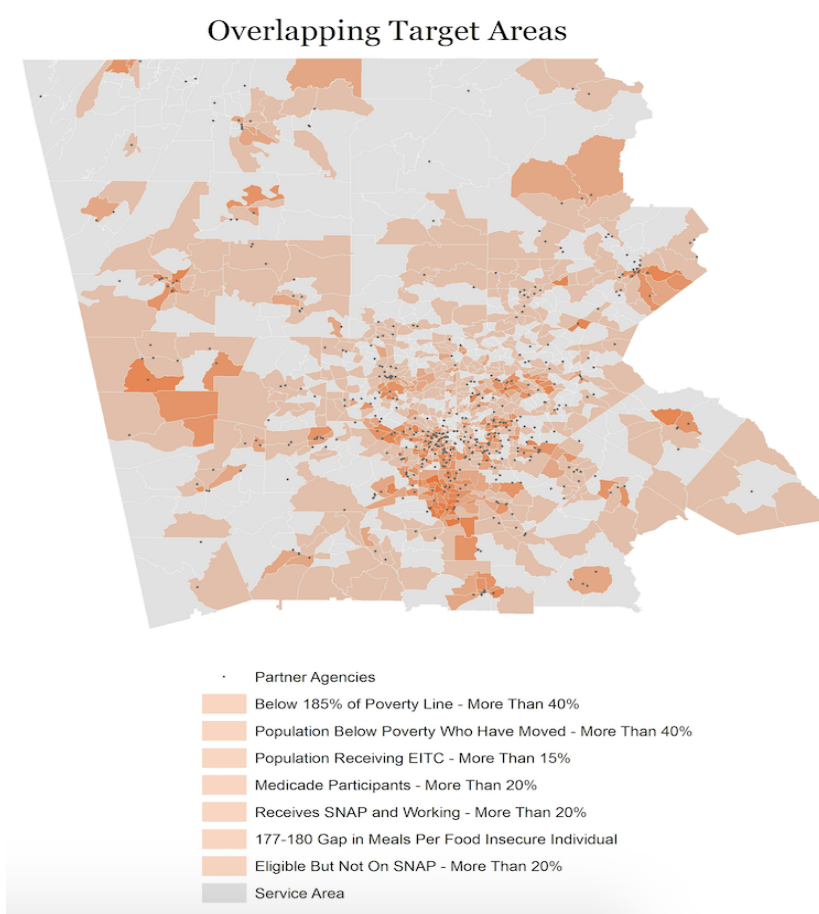 Overlapping Target Areas
Partner Agencies
Below 185% of Poverty Line - More Than 40%
Population Below Poverty Who Have Moved - More Than 40%
Population Receiving EITC - More Than 15%
Medicade Participants - More Than 20%
Receives SNAP and Working - More Than 20%
177-180 Gap in Meals Per Food Insecure Individual
Eligible But Not On SNAP - More Than 20%
Service Area